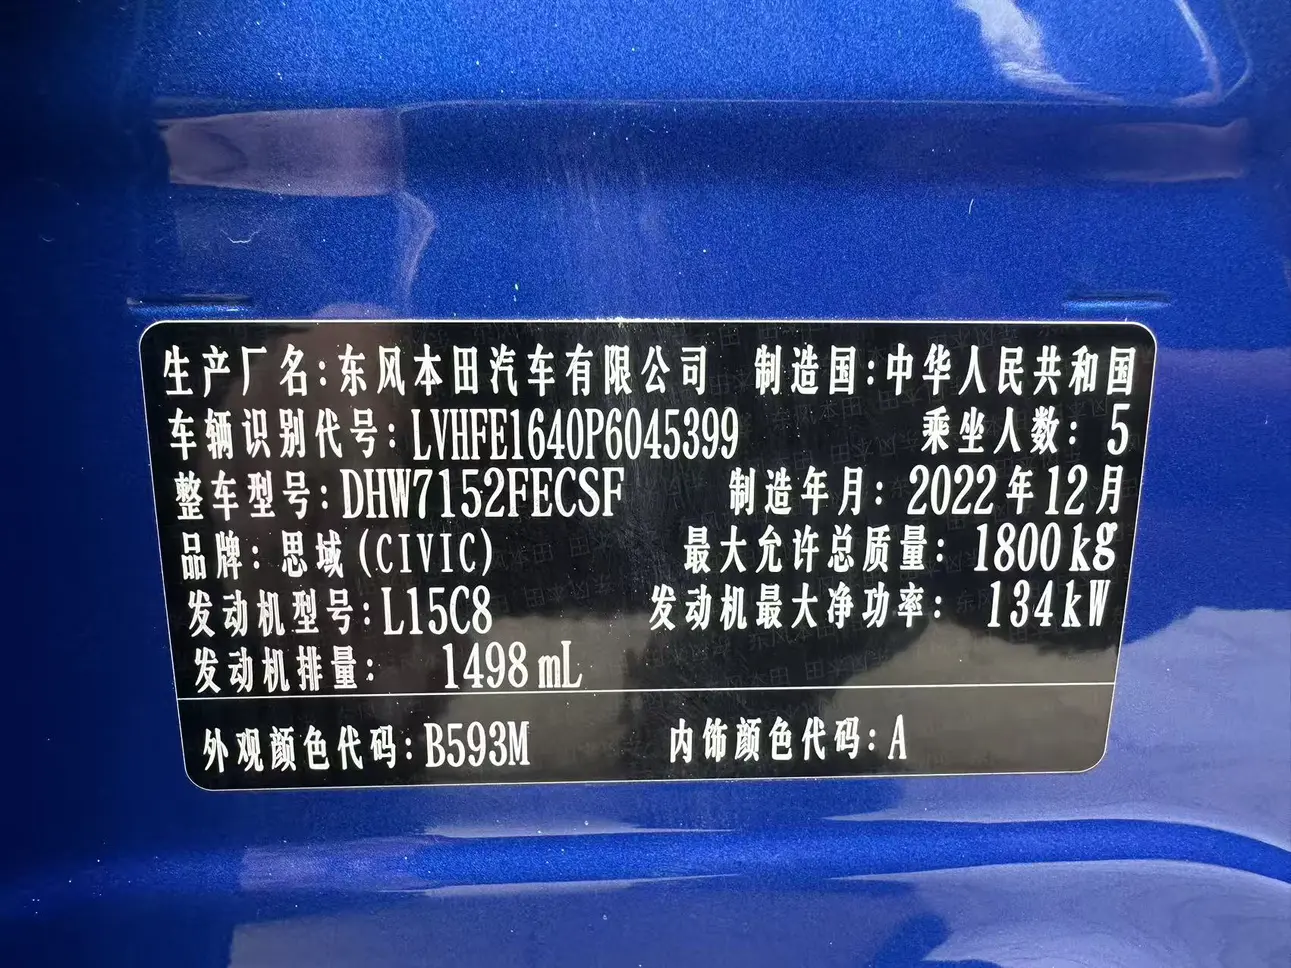 生产厂名:东风本田汽车有限公司 制造国:中华人民共和国
车辆识别代号:LVHFE1640P6045399 乘坐人数:5
整车型号:DHW7152FECSF 制造年月:2022年12月
品牌:思域(CIVIC) 最大允许总质量:1800kg
发动机型号:L15C8 发动机最大净功率:134kW
发动机排量: 1498mL
外观颜色代码:B593M 内饰颜色代码:A